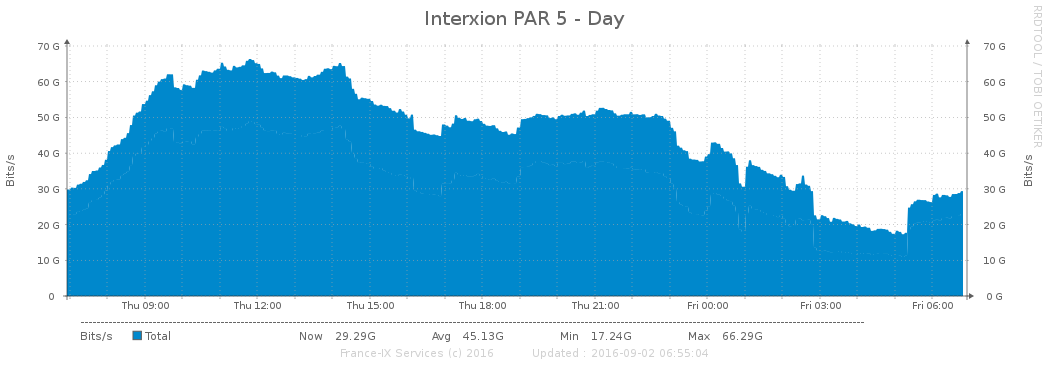 Interxion PAR 5 - Day
RRDTOOL / TOBI OETIKER
70 G 70 G
60 G 60 G
50 G 50 G
40 G 40 G
30 G 30 G
20 G 20 G
10 G 10 G
0 0 G
Bits/s
Bits/s
Thu 09:00 Thu 12:00 Thu 15:00 Thu 18:00 Thu 21:00 Fri 00:00 Fri 03:00 Fri 06:00
Bits/s Total Now 29.29G Avg 45.13G Min 17.24G Max 66.29G
France-IX Services (c) 2016 Updated : 2016-09-02 06:55:04